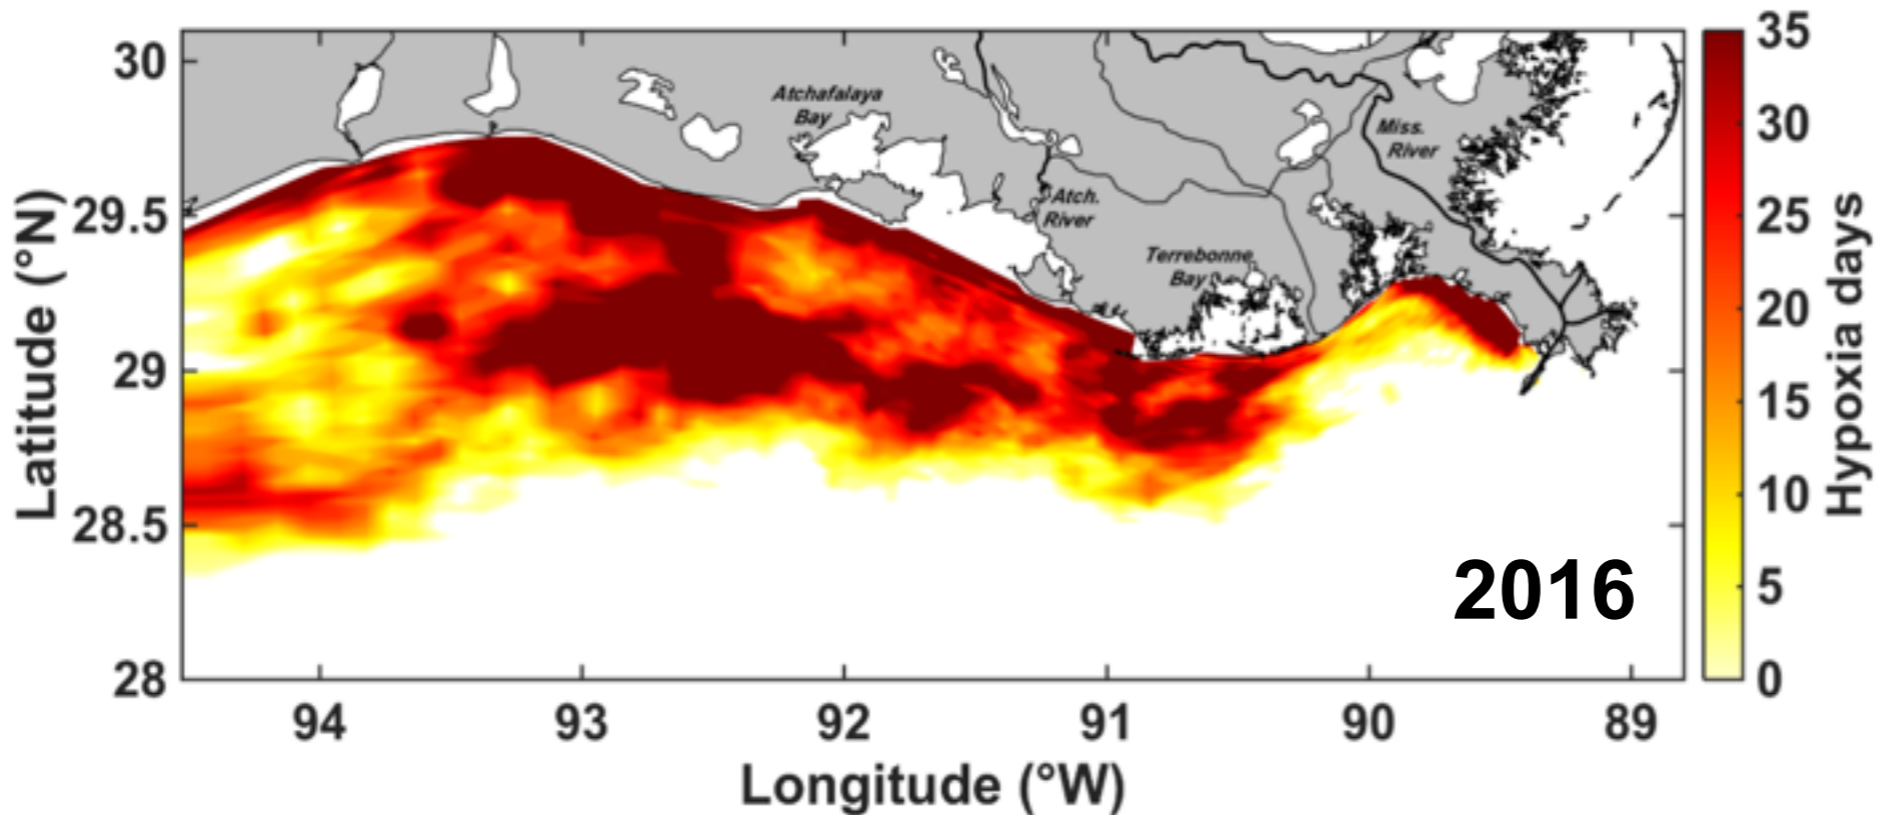 30
29.5
29
28.5
28
Latitude (°N)
94
93
92
91
90
89
Longitude (°W)
Atchafalaya
Bay
Atch.
River
Terrebonne
Bay
Miss.
River
2016
35
30
25
20
15
10
5
0
Hypoxia days